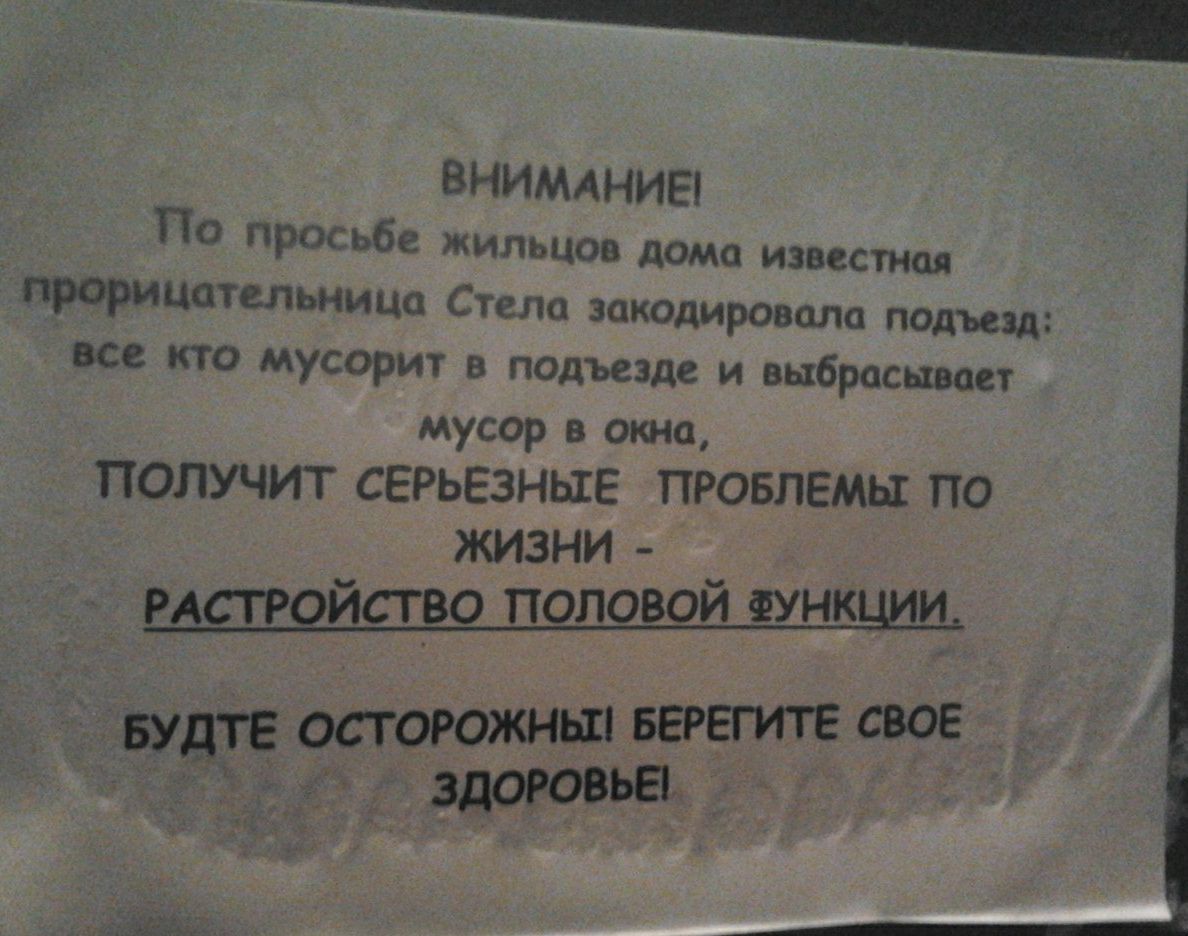 ВНИМАНИЕ!
По просьбе жильцов дома известная
прорицательница Стела закодировала подъезд:
все кто мусорит в подъезде и выбрасывает
мусор в окна,
ПОЛУЧИТ СЕРЬЕЗНЫЕ ПРОБЛЕМЫ ПО
ЖИЗНИ -
РАСТРОЙСТВО ПОЛОВОЙ ФУНКЦИИ.
БУДТЕ ОСТОРОЖНЫ! БЕРЕГИТЕ СВОЕ
ЗДОРОВЬЕ!